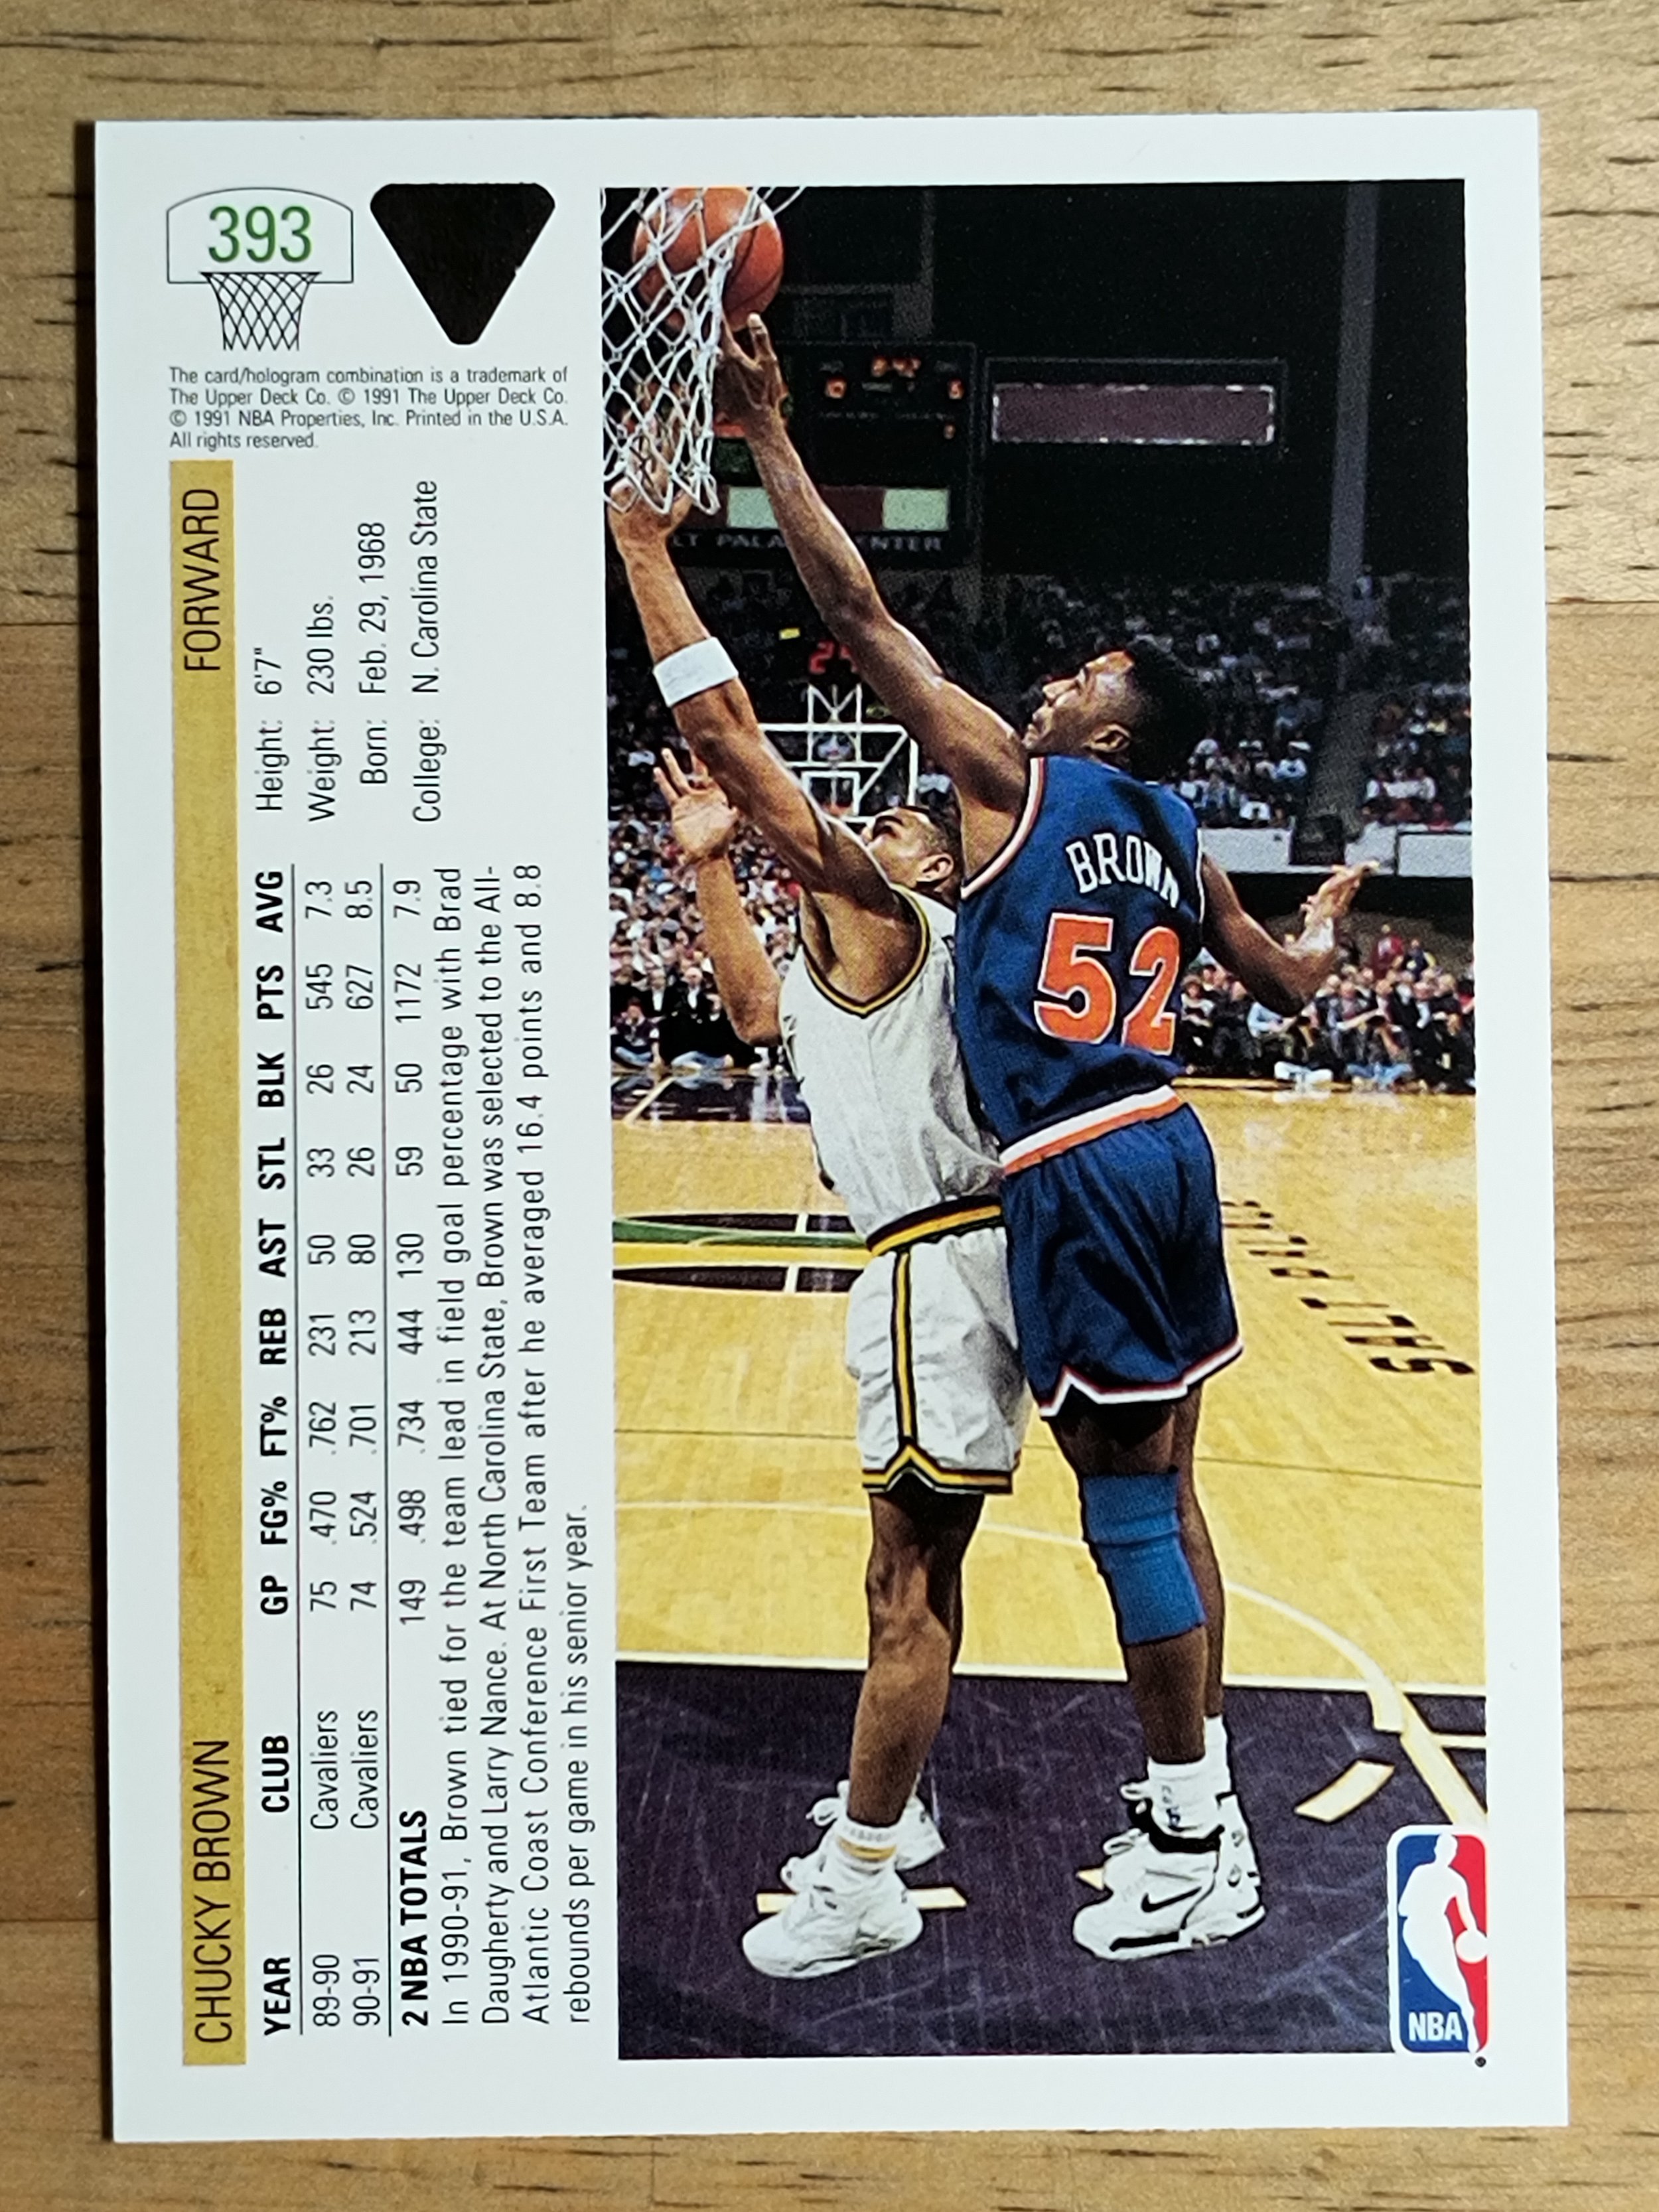 393
The card/hologram combination is a trademark of
The Upper Deck Co. © 1991 The Upper Deck Co.
© 1991 NBA Properties, Inc. Printed in the U.S.A.
All rights reserved.
CHUCKY BROWN FORWARD
YEAR CLUB GP FG% FT% REB AST STL BLK PTS AVG
89-90 Cavaliers 75 .470 .762 231 50 33 26 545 7.3
90-91 Cavaliers 74 .524 .701 213 80 26 24 627 8.5
2 NBA TOTALS 149 .498 .734 444 130 59 50 1172 7.9
Height: 6'7"
Weight: 230 lbs.
Born: Feb. 29, 1968
College: N. Carolina State
In 1990-91, Brown tied for the team lead in field goal percentage with Brad
Daugherty and Larry Nance. At North Carolina State, Brown was selected to the All-
Atlantic Coast Conference First Team after he averaged 16.4 points and 8.8
rebounds per game in his senior year.
BROWN
52
NBA